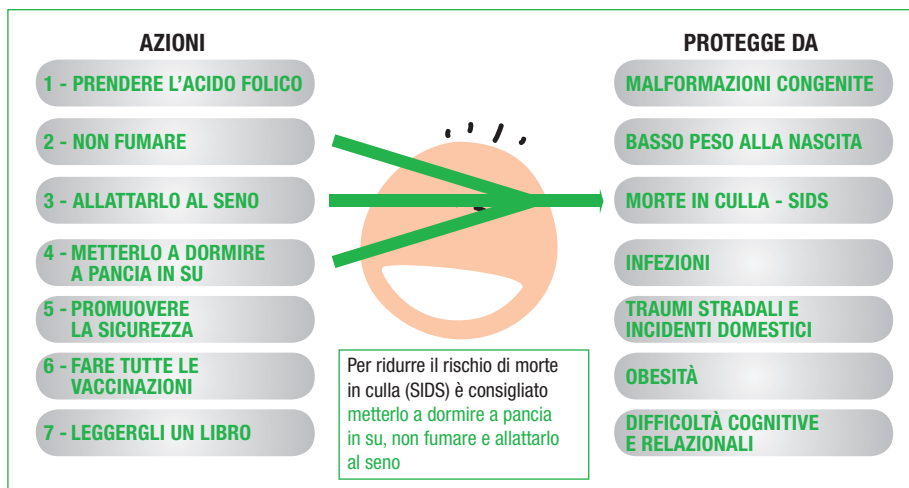 AZIONI
1 - PRENDERE L'ACIDO FOLICO
2 - NON FUMARE
3 - ALLATTARLO AL SENO
4 - METTERLO A DORMIRE
A PANCIA IN SU
5 - PROMUOVERE
LA SICUREZZA
6 - FARE TUTTE LE
VACCINAZIONI
7 - LEGGERGLI UN LIBRO
Per ridurre il rischio di morte
in culla (SIDS) è consigliato
metterlo a dormire a pancia
in su, non fumare e allattarlo
al seno
PROTEGGE DA
MALFORMAZIONI CONGENITE
BASSO PESO ALLA NASCITA
MORTE IN CULLA - SIDS
INFEZIONI
TRAUMI STRADALI E
INCIDENTI DOMESTICI
OBESITÀ
DIFFICOLTÀ COGNITIVE
E RELAZIONALI